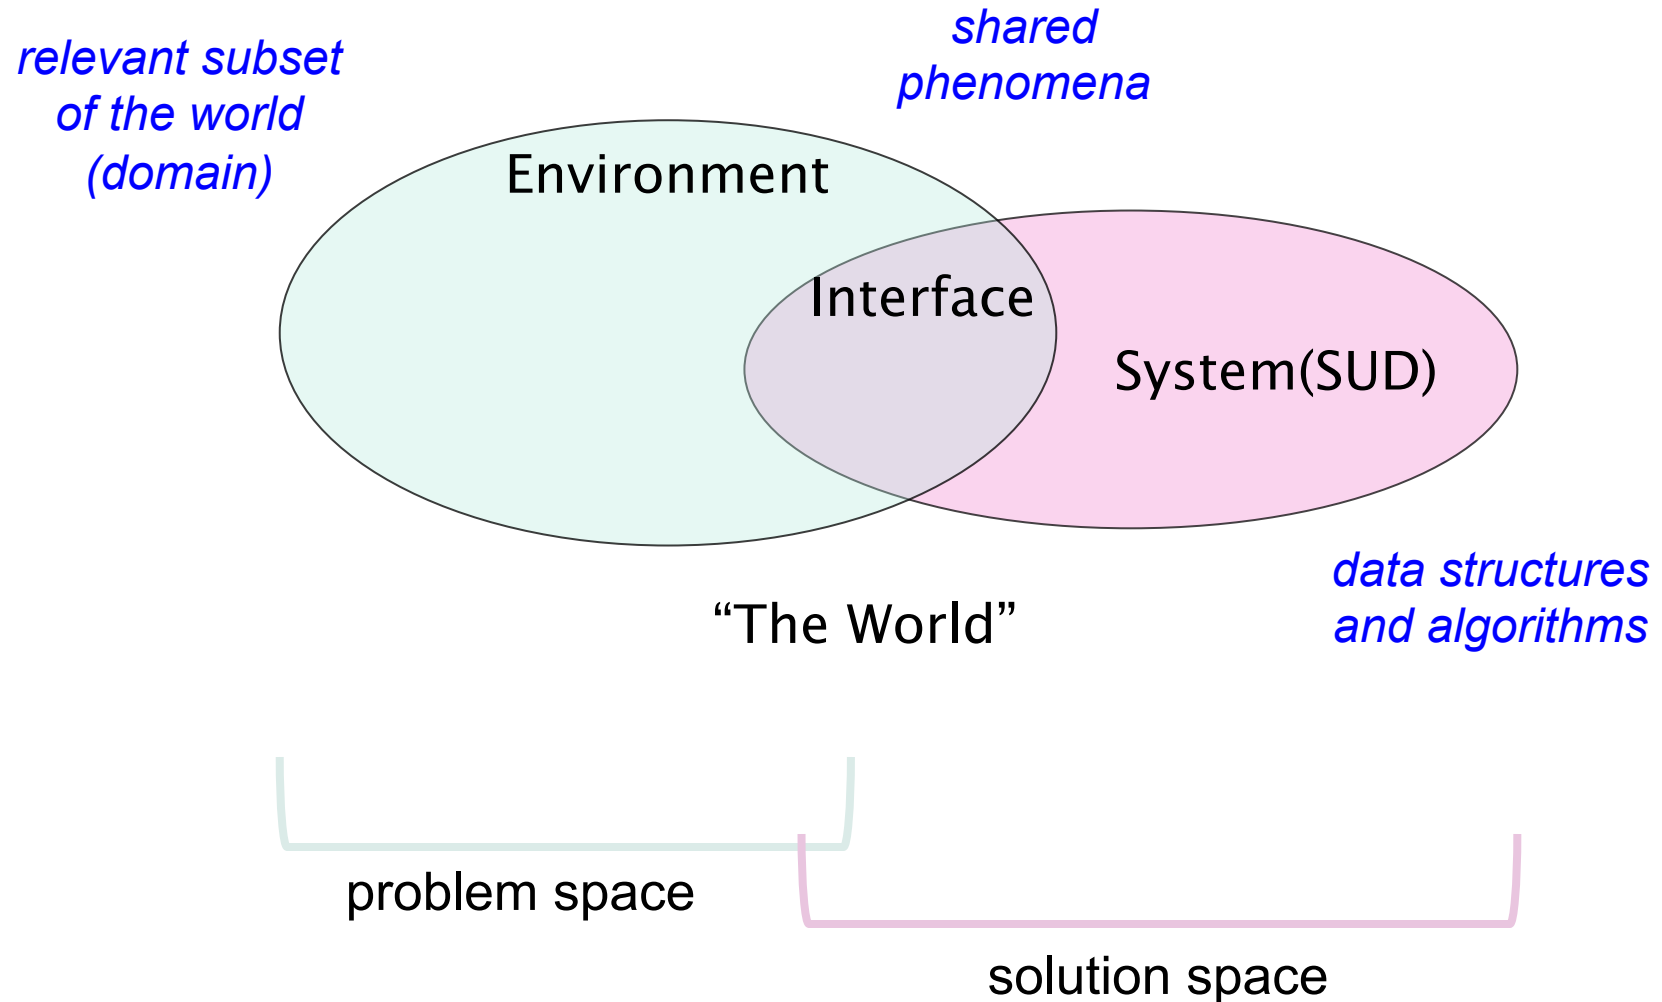 relevant subset
of the world
(domain)
shared
phenomena
Environment
Interface
System(SUD)
data structures
and algorithms
“The World”
problem space
solution space